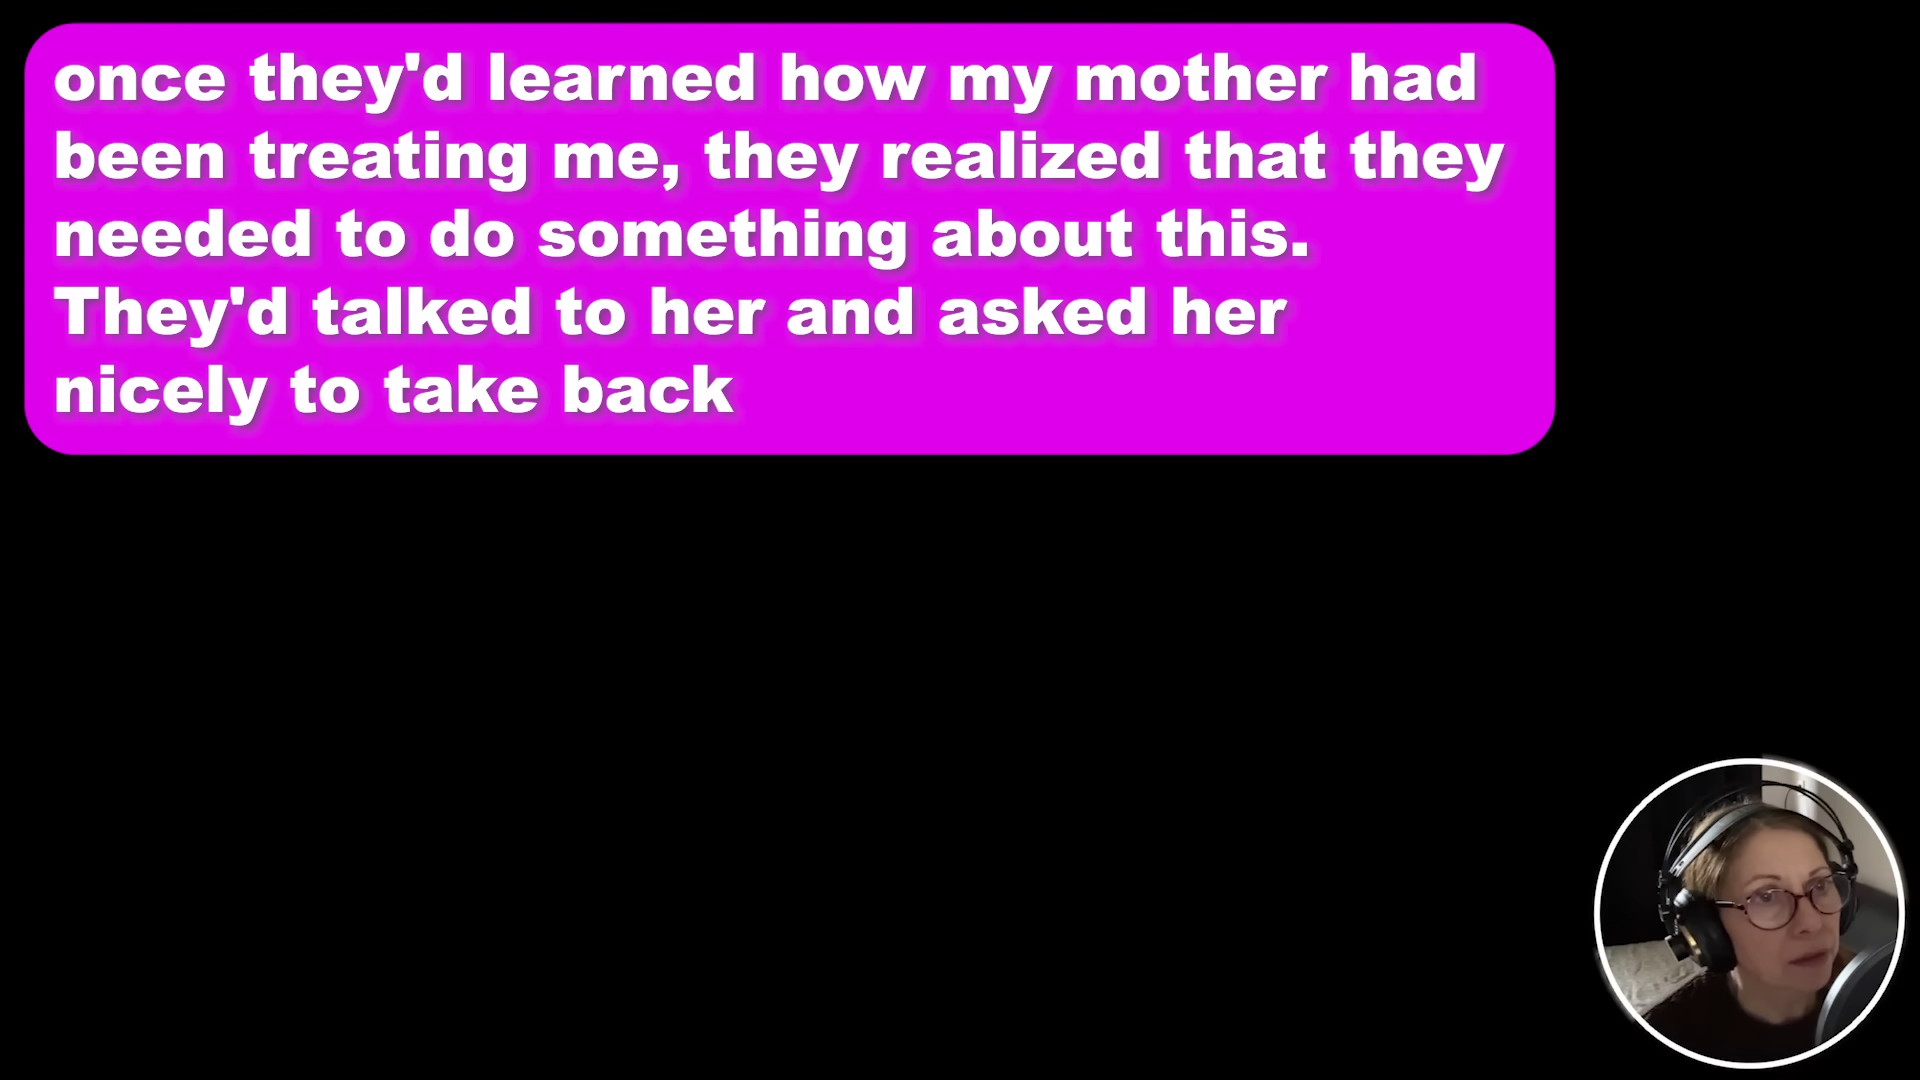 once they'd learned how my mother had
been treating me, they realized that they
needed to do something about this.
They'd talked to her and asked her
nicely to take back